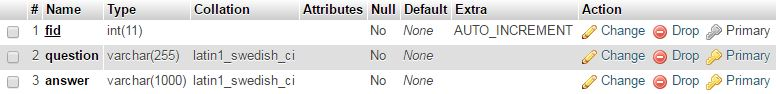 # Name Type Collation Attributes Null Default Extra Action
1 fid int(11) No None AUTO_INCREMENT Change Drop Primary
2 question varchar(255) latin1_swedish_ci No None Change Drop Primary
3 answer varchar(1000) latin1_swedish_ci No None Change Drop Primary